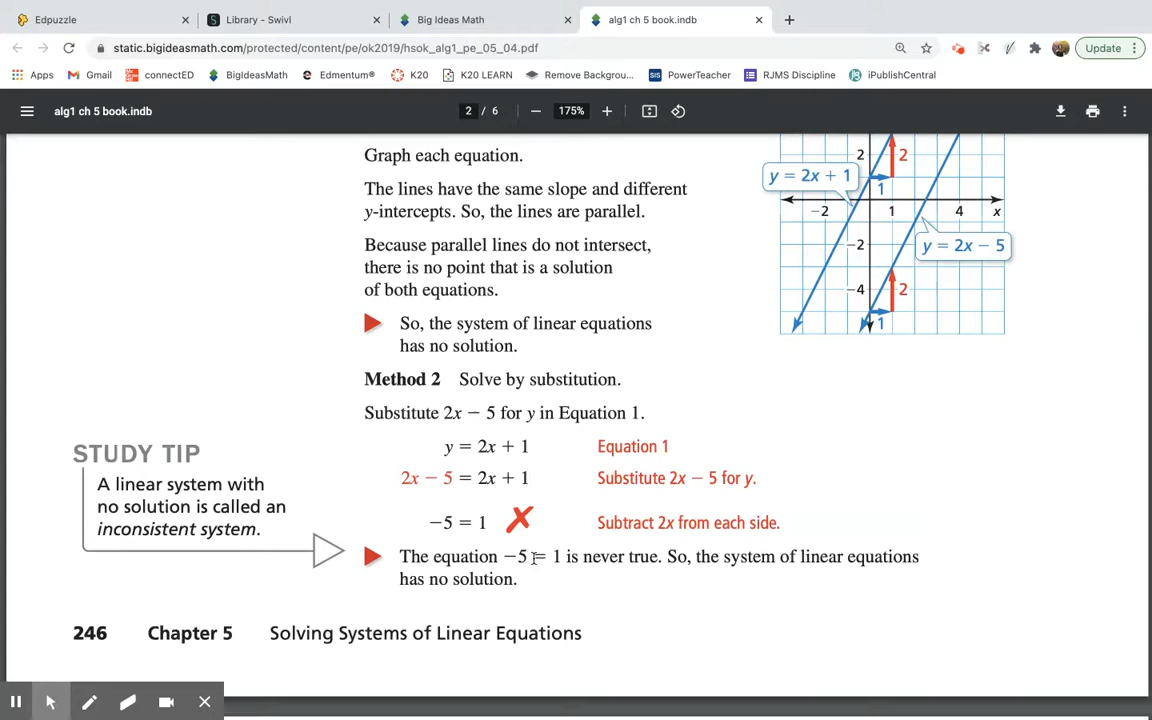 Edpuzzle
Library - Swivl
Big Ideas Math
alg1 ch 5 book.indb
static.bigideasmath.com/protected/content/pe/ok2019/hsok_alg1_pe_05_04.pdf
Update
Apps
Gmail
connectED
BigIdeasMath
Edmentum®
K20
K20 LEARN
Remove Backgrou...
SIS PowerTeacher
RJMS Discipline
iPublishCentral
alg1 ch 5 book.indb
2 / 6
175%
Graph each equation.
The lines have the same slope and different
y-intercepts. So, the lines are parallel.
Because parallel lines do not intersect,
there is no point that is a solution
of both equations.
So, the system of linear equations
has no solution.
2
2
y = 2x + 1
1
−2
1
4
x
−2
y = 2x − 5
−4
2
1
Method 2 Solve by substitution.
Substitute 2x − 5 for y in Equation 1.
y = 2x + 1 Equation 1
2x − 5 = 2x + 1 Substitute 2x − 5 for y.
−5 = 1 ✗ Subtract 2x from each side.
The equation −5 = 1 is never true. So, the system of linear equations
has no solution.
STUDY TIP
A linear system with
no solution is called an
inconsistent system.
246 Chapter 5 Solving Systems of Linear Equations